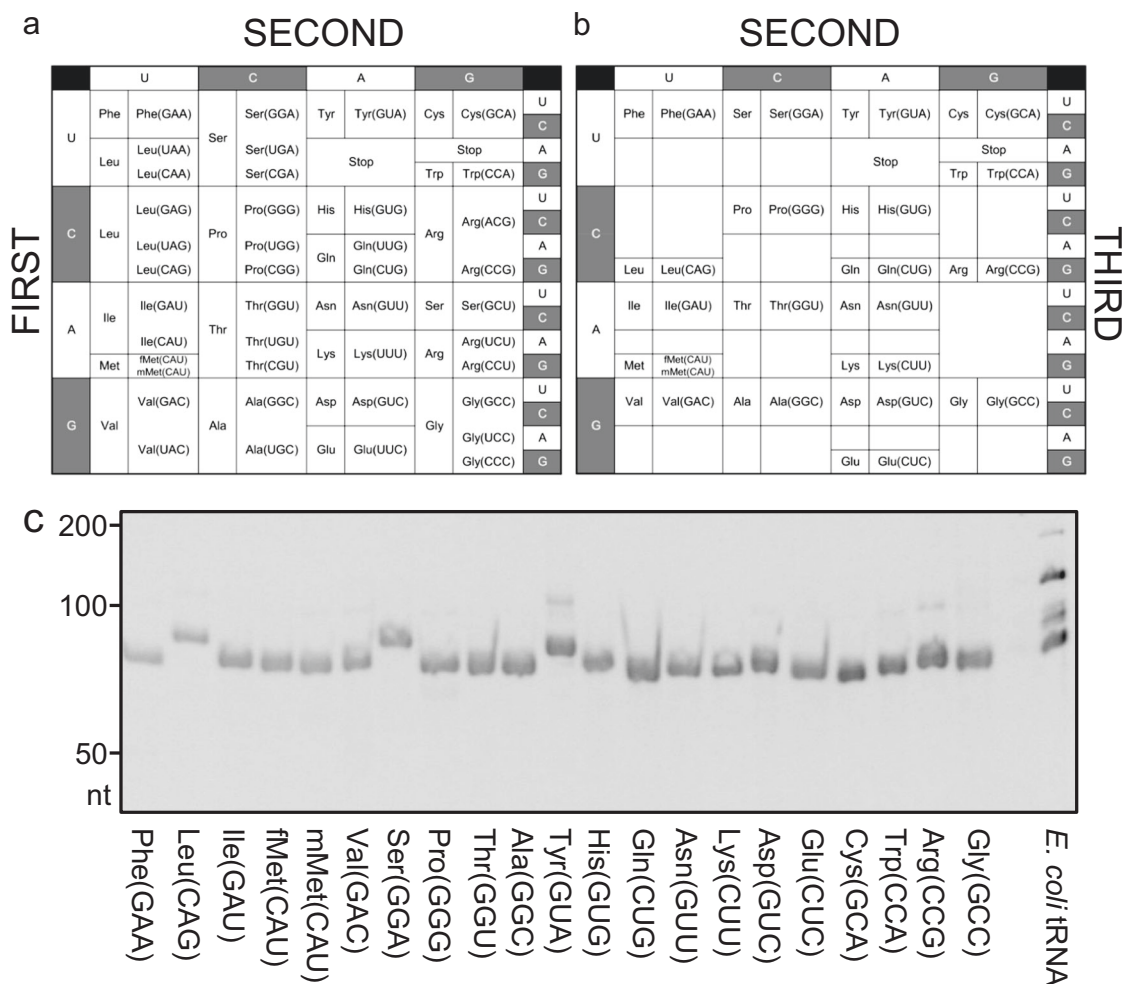 a
SECOND
b
SECOND
FIRST
THIRD
U C A G
U Phe Phe(GAA) Ser Ser(GGA) Tyr Tyr(GUA) Cys Cys(GCA) U
C
Leu Leu(UAA) Ser(UGA) Stop Stop A
Leu(CAA) Ser(CGA) Trp Trp(CCA) G
C Leu Leu(GAG) Pro Pro(GGG) His His(GUG) Arg Arg(ACG) U
C
Leu(UAG) Pro(UGG) Gln Gln(UUG) A
Leu(CAG) Pro(CGG) Gln(CUG) Arg(CCG) G
A Ile Ile(GAU) Thr Thr(GGU) Asn Asn(GUU) Ser Ser(GCU) U
C
Ile(CAU) Thr(UGU) Lys Lys(UUU) Arg Arg(UCU) A
Met fMet(CAU) Thr(CGU) Arg(CCU) G
mMet(CAU)
G Val Val(GAC) Ala Ala(GGC) Asp Asp(GUC) Gly Gly(GCC) U
C
Val(UAC) Ala(UGC) Glu Glu(UUC) Gly(UCC) A
Gly(CCC) G
U C A G
U Phe Phe(GAA) Ser Ser(GGA) Tyr Tyr(GUA) Cys Cys(GCA) U
C
Stop Stop A
Trp Trp(CCA) G
C Pro Pro(GGG) His His(GUG) U
C
A
Leu Leu(CAG) Gln Gln(CUG) Arg Arg(CCG) G
A Ile Ile(GAU) Thr Thr(GGU) Asn Asn(GUU) U
C
A
Met fMet(CAU) Lys Lys(CUU) G
mMet(CAU)
G Val Val(GAC) Ala Ala(GGC) Asp Asp(GUC) Gly Gly(GCC) U
C
A
Glu Glu(CUC) G
c
200
100
50
nt
Phe(GAA)
Leu(CAG)
Ile(GAU)
fMet(CAU)
mMet(CAU)
Val(GAC)
Ser(GGA)
Pro(GGG)
Thr(GGU)
Ala(GGC)
Tyr(GUA)
His(GUG)
Gln(CUG)
Asn(GUU)
Lys(CUU)
Asp(GUC)
Glu(CUC)
Cys(GCA)
Trp(CCA)
Arg(CCG)
Gly(GCC)
E. coli tRNA